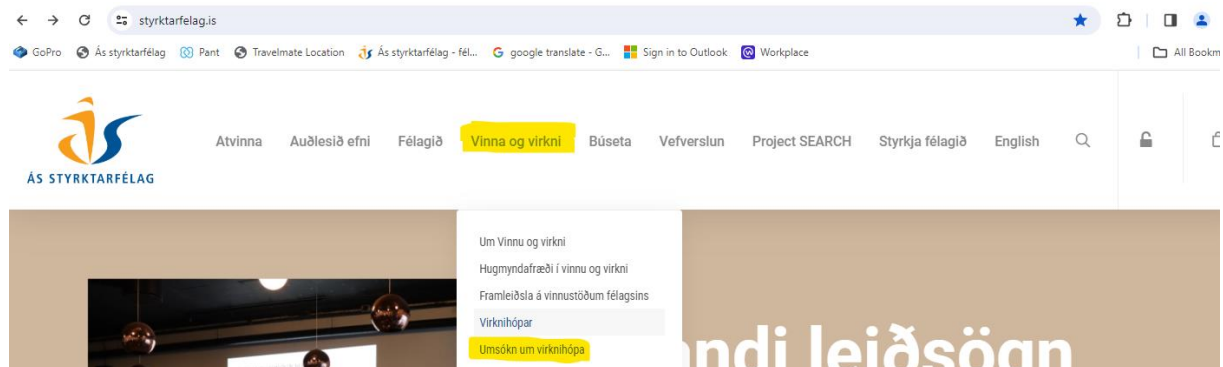 styrktarfelag.is
GoPro Ás styrktarfélag Pant Travelmate Location Ás styrktarfélag - fél... google translate - G... Sign in to Outlook Workplace All Bookm
Atvinna Auðlesið efni Félagið Vinna og virkni Búseta Vefverslun Project SEARCH Styrkja félagið English
ÁS STYRKTARFÉLAG
Um Vinnu og virkni
Hugmyndafræði í vinnu og virkni
Framleiðsla á vinnustöðum félagsins
Virknihópar
Umsókn um virknihópa
ndi leiðsögn